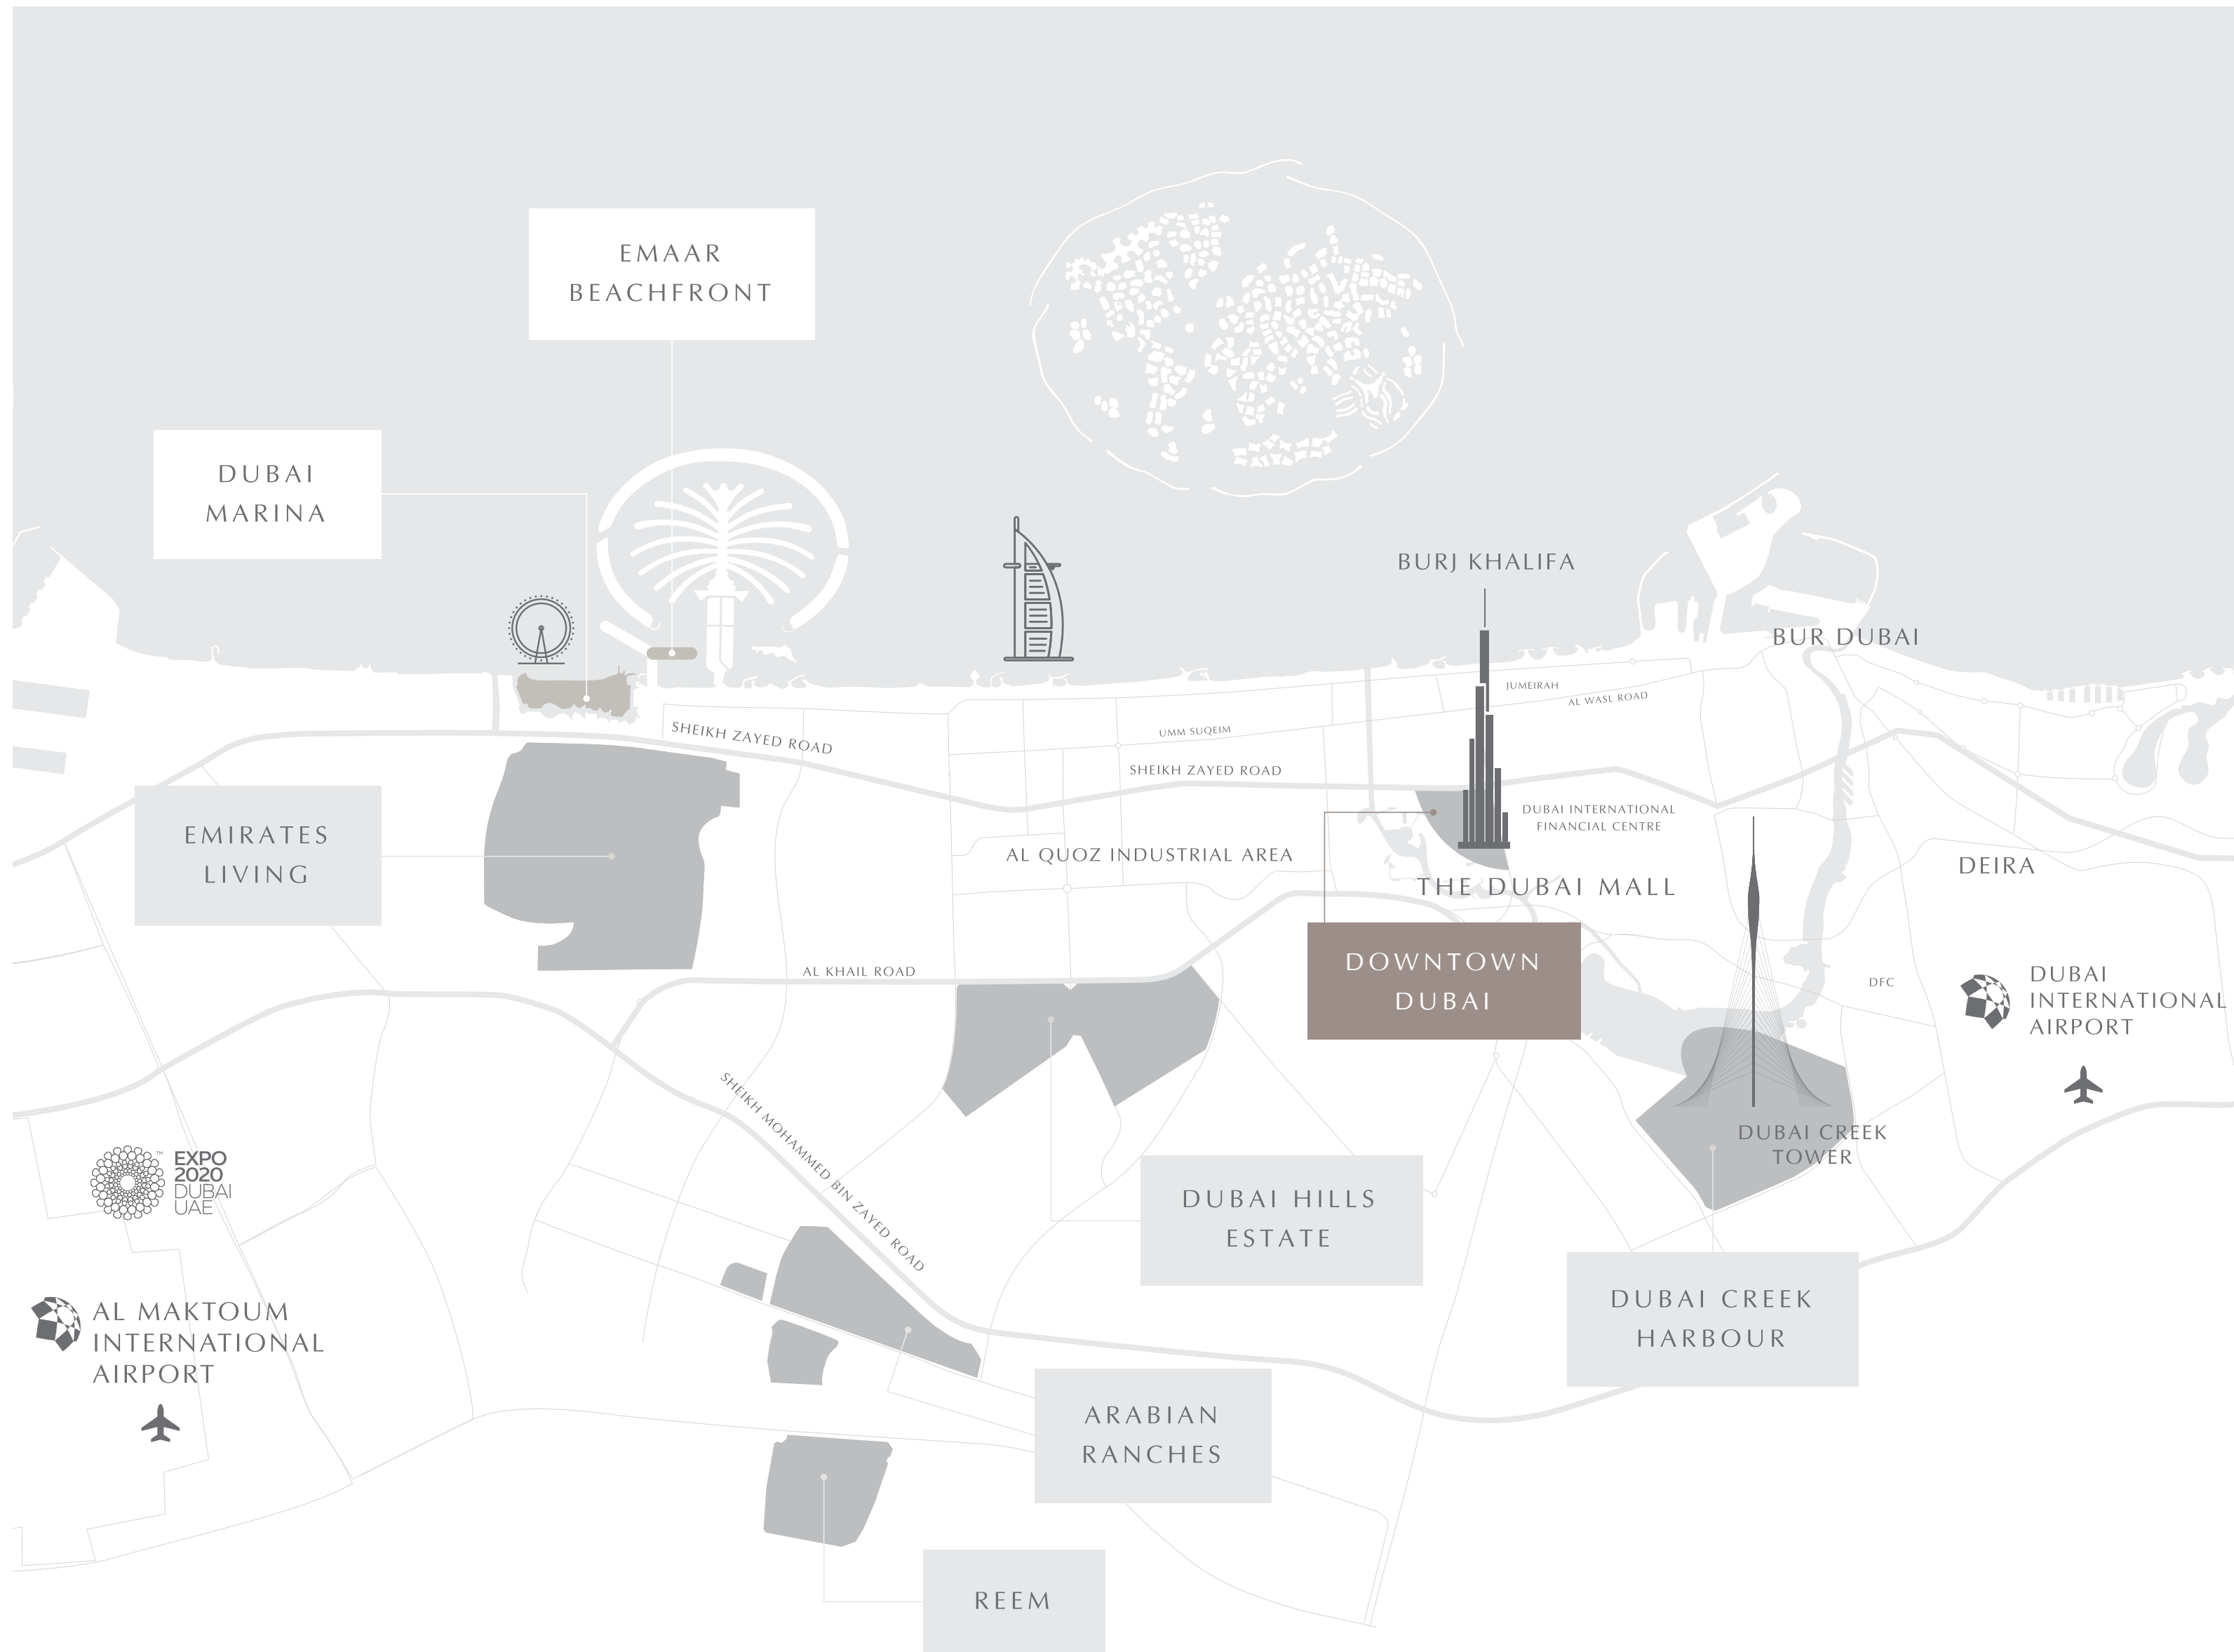 EMAAR
BEACHFRONT
DUBAI
MARINA
BURJ KHALIFA
BUR DUBAI
JUMEIRAH
AL WASL ROAD
SHEIKH ZAYED ROAD
UMM SUQEIM
SHEIKH ZAYED ROAD
DUBAI INTERNATIONAL
FINANCIAL CENTRE
EMIRATES
LIVING
AL QUOZ INDUSTRIAL AREA
DEIRA
THE DUBAI MALL
DOWNTOWN
DUBAI
AL KHAIL ROAD
DFC
DUBAI
INTERNATIONAL
AIRPORT
SHEIKH MOHAMMED BIN ZAYED ROAD
DUBAI CREEK
TOWER
EXPO
2020
DUBAI
UAE
TM
DUBAI HILLS
ESTATE
AL MAKTOUM
INTERNATIONAL
AIRPORT
DUBAI CREEK
HARBOUR
ARABIAN
RANCHES
REEM